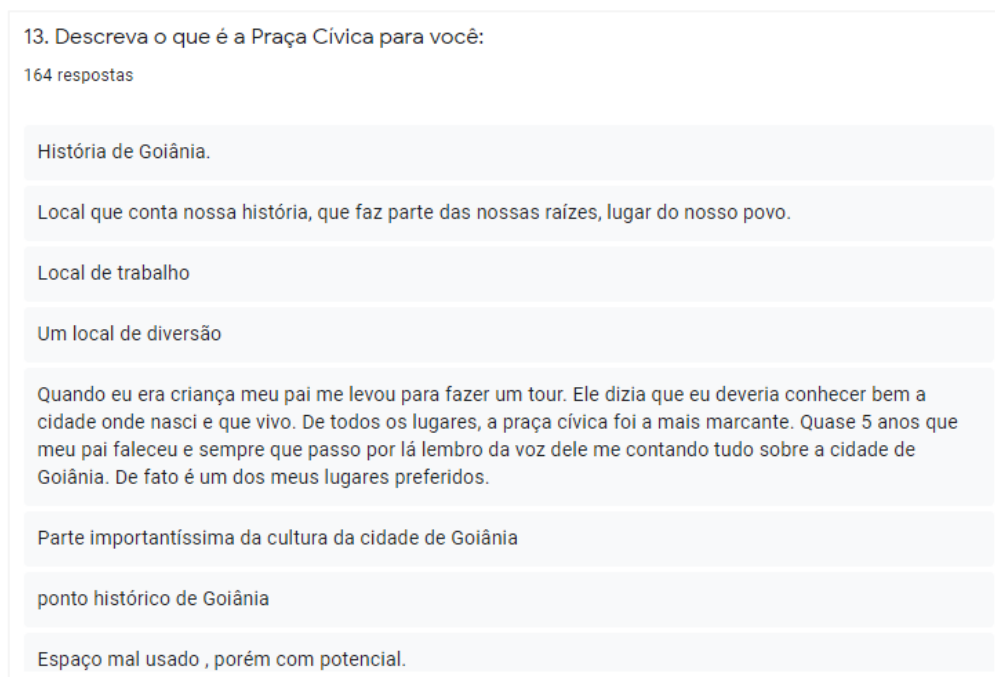 13. Descreva o que é a Praça Cívica para você:
164 respostas
História de Goiânia.
Local que conta nossa história, que faz parte das nossas raízes, lugar do nosso povo.
Local de trabalho
Um local de diversão
Quando eu era criança meu pai me levou para fazer um tour. Ele dizia que eu deveria conhecer bem a
cidade onde nasci e que vivo. De todos os lugares, a praça cívica foi a mais marcante. Quase 5 anos que
meu pai faleceu e sempre que passo por lá lembro da voz dele me contando tudo sobre a cidade de
Goiânia. De fato é um dos meus lugares preferidos.
Parte importantíssima da cultura da cidade de Goiânia
ponto histórico de Goiânia
Espaço mal usado , porém com potencial.